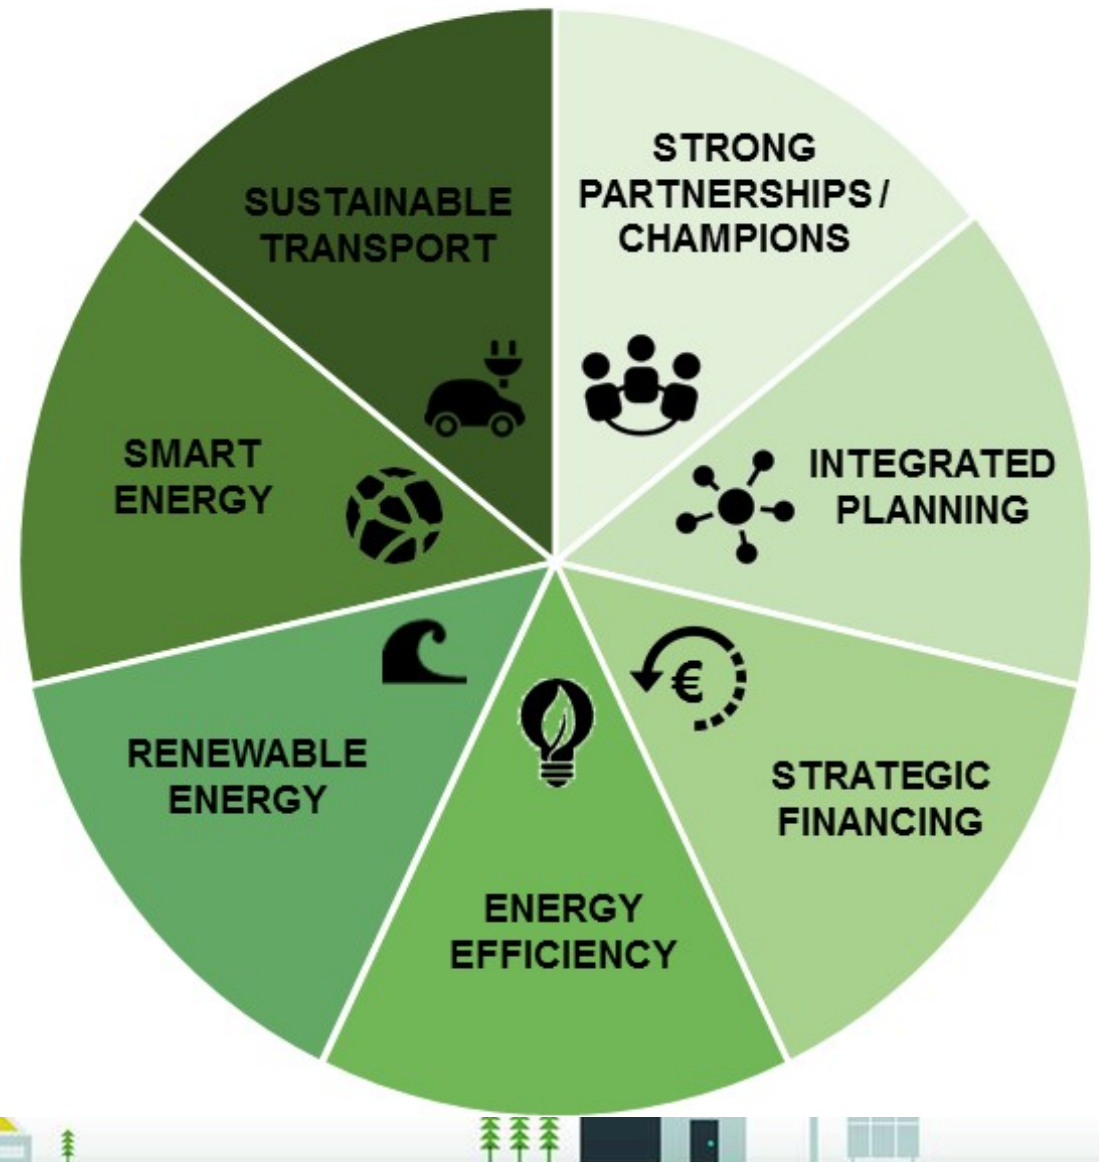 STRONG
PARTNERSHIPS/
CHAMPIONS
INTEGRATED
PLANNING
€
STRATEGIC
FINANCING
ENERGY
EFFICIENCY
RENEWABLE
ENERGY
SMART
ENERGY
SUSTAINABLE
TRANSPORT